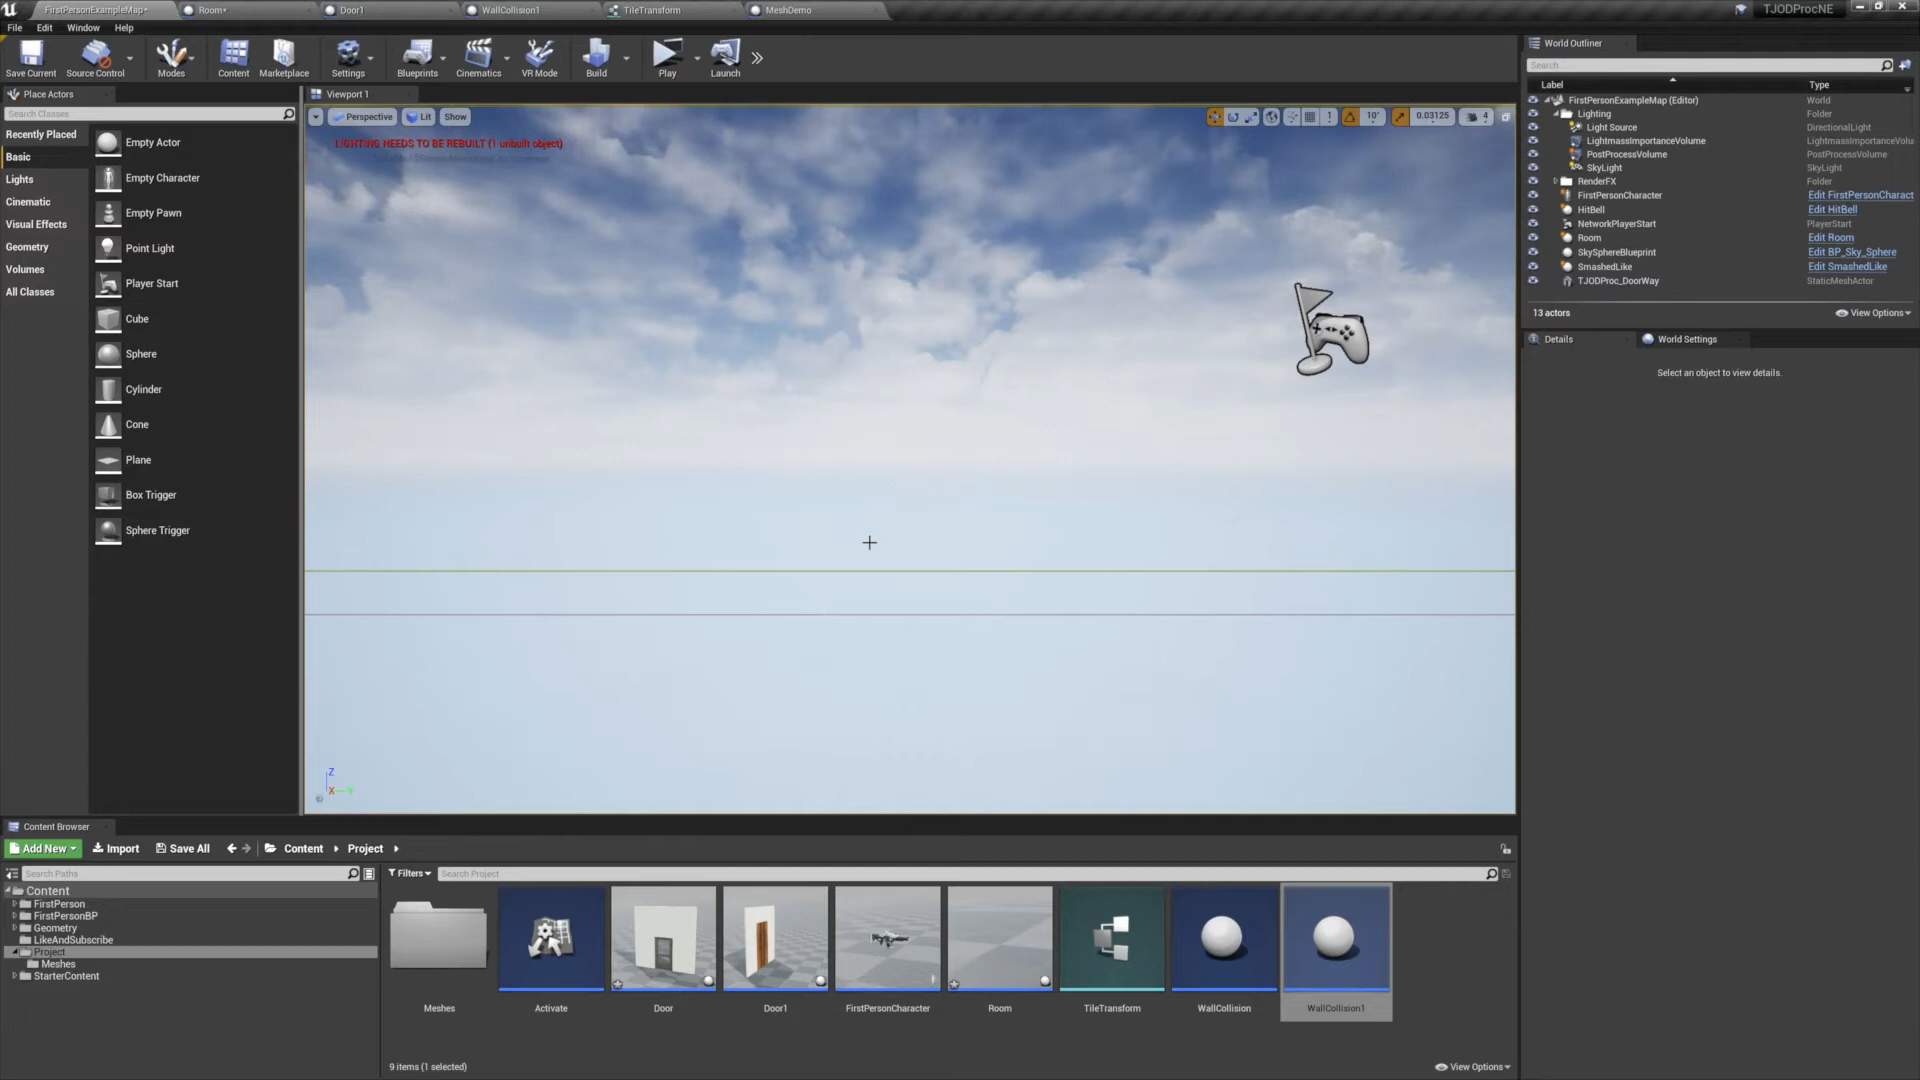 FirstPersonExampleMap•
Room•
Door1
WallCollision1
TileTransform
MeshDemo
TJODProcNE
File
Edit
Window
Help
Save Current
Source Control
Modes
Content
Marketplace
Settings
Blueprints
Cinematics
VR Mode
Build
Play
Launch
Place Actors
Search Classes
Recently Placed
Basic
Lights
Cinematic
Visual Effects
Geometry
Volumes
All Classes
Empty Actor
Empty Character
Empty Pawn
Point Light
Player Start
Cube
Sphere
Cylinder
Cone
Plane
Box Trigger
Sphere Trigger
Viewport 1
Perspective
Lit
Show
1
10°
0.03125
4
LIGHTING NEEDS TO BE REBUILT (1 unbuilt object)
Z
X
Y
World Outliner
Search...
Label
Type
FirstPersonExampleMap (Editor)
World
Lighting
Folder
Light Source
DirectionalLight
LightmassImportanceVolume
LightmassImportanceVolu
PostProcessVolume
PostProcessVolume
SkyLight
SkyLight
RenderFX
Folder
FirstPersonCharacter
Edit FirstPersonCharact
HitBell
Edit HitBell
NetworkPlayerStart
PlayerStart
Room
Edit Room
SkySphereBlueprint
Edit BP_Sky_Sphere
SmashedLike
Edit SmashedLike
TJODProc_DoorWay
StaticMeshActor
13 actors
View Options
Details
World Settings
Select an object to view details.
Content Browser
Add New
Import
Save All
Content
Project
Search Paths
Filters
Search Project
Content
FirstPerson
FirstPersonBP
Geometry
LikeAndSubscribe
Project
Meshes
StarterContent
Meshes
Activate
Door
Door1
FirstPersonCharacter
Room
TileTransform
WallCollision
WallCollision1
9 items (1 selected)
View Options